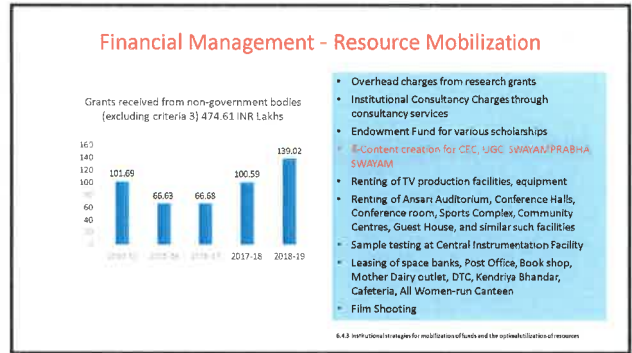 Financial Management - Resource Mobilization
Grants received from non-government bodies
(excluding criteria 3) 474.61 INR Lakhs
160
140
120
100
60
40
101.69
66.63
66.68
100.59
139.02
2017-18
2018-19
• Overhead charges from research grants
• Institutional Consultancy Charges through
consultancy services
• Endowment Fund for various scholarships
• E-Content creation for CEC, UGC SWAYAMPRABHA,
SWAYAM
• Renting of TV production facilities, equipment
• Renting of Ansari Auditorium, Conference Halls,
Conference room, Sports Complex, Community
Centres, Guest House, and similar such facilities
• Sample testing at Central Instrumentation Facility
• Leasing of space banks, Post Office, Book shop,
Mother Dairy outlet, DTC, Kendriya Bhandar,
Cafeteria, All Women-run Canteen
• Film Shooting
6.4.3 Institutional strategies for mobilization of funds and the optimal utilization of resources